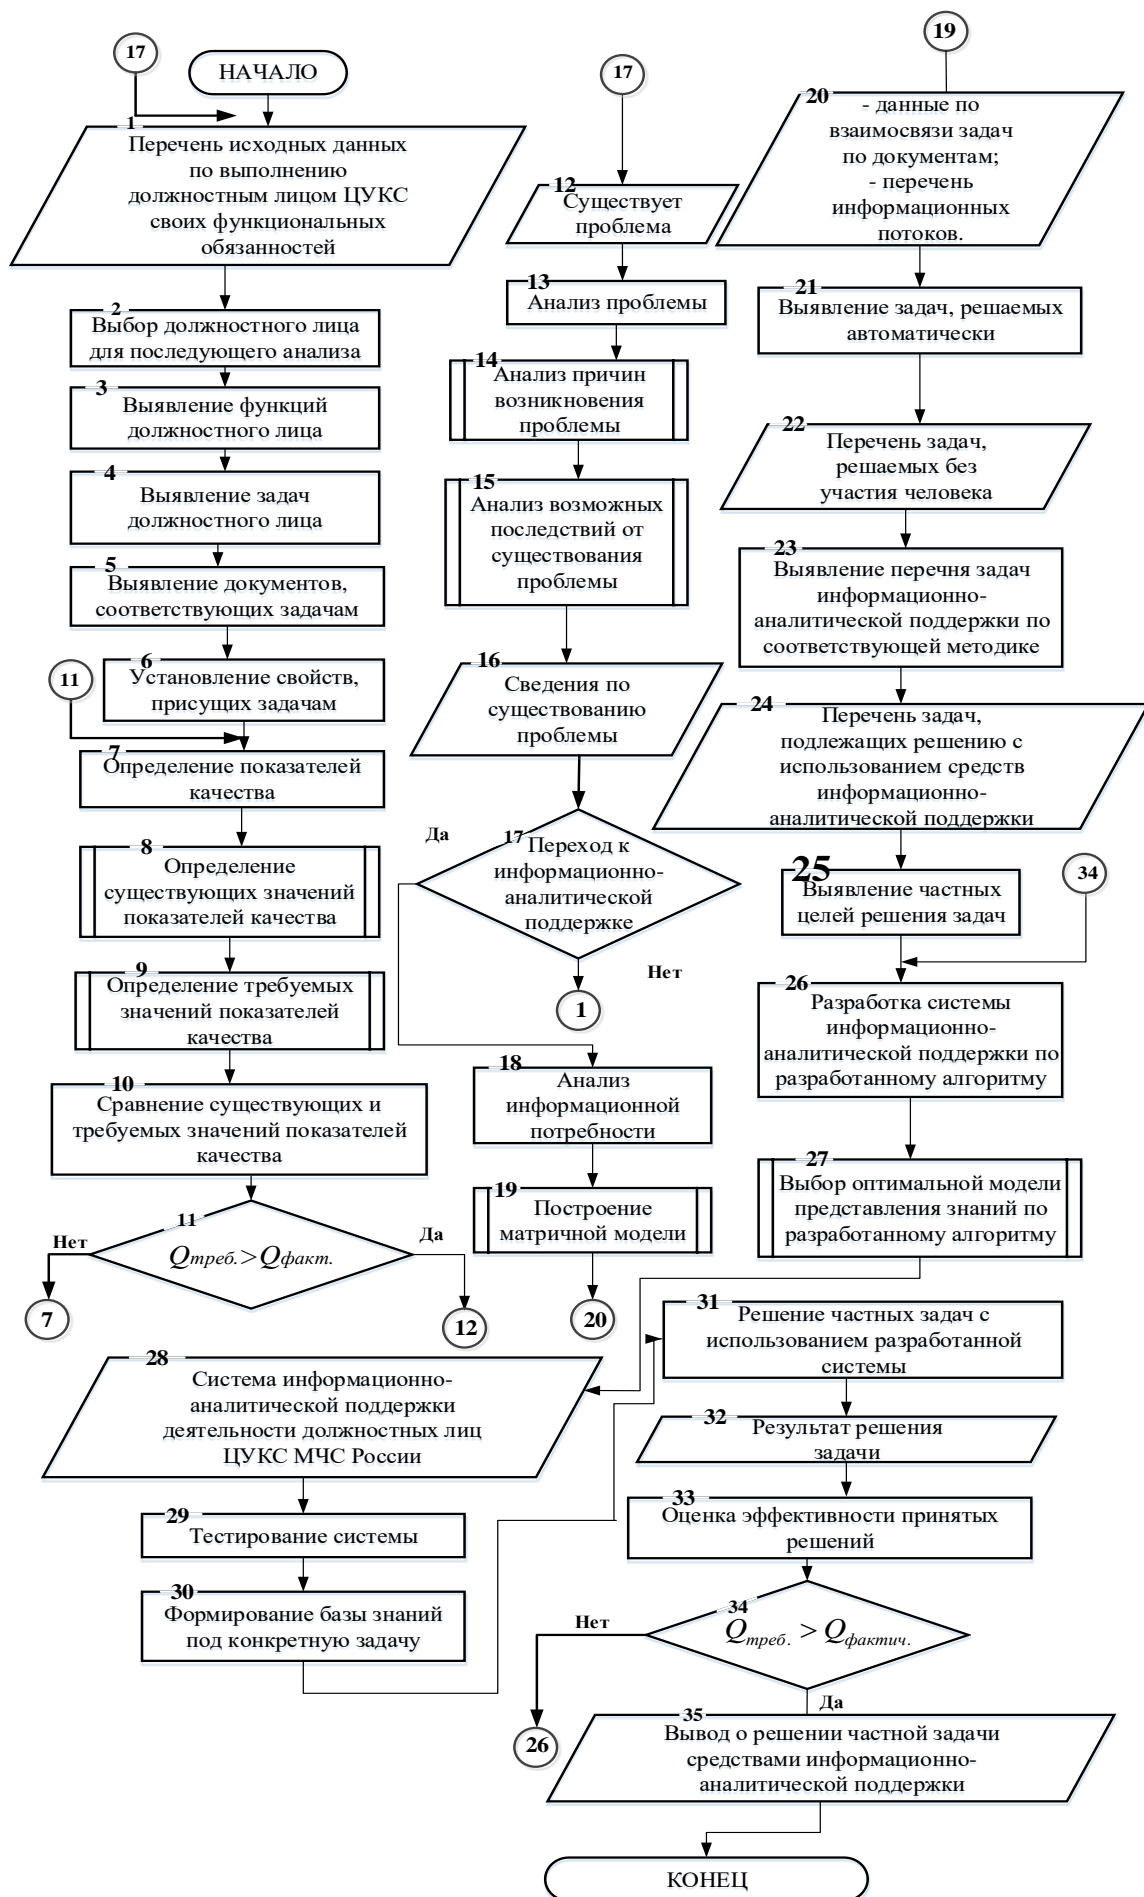 17
НАЧАЛО
1
Перечень исходных данных
по выполнению
должностным лицом ЦУКС
своих функциональных
обязанностей
2
Выбор должностного лица
для последующего анализа
3
Выявление функций
должностного лица
4
Выявление задач
должностного лица
5
Выявление документов,
соответствующих задачам
6
Установление свойств,
присущих задачам
11
7
Определение показателей
качества
8
Определение
существующих значений
показателей качества
9
Определение требуемых
значений показателей
качества
10
Сравнение существующих и
требуемых значений показателей
качества
11
Qтреб.>Qфакт.
Нет
Да
7
12
17
12
Существует
проблема
13
Анализ проблемы
14
Анализ причин
возникновения
проблемы
15
Анализ возможных
последствий от
существования
проблемы
16
Сведения по
существованию
проблемы
17
Переход к
информационно-
аналитической
поддержке
Да
Нет
1
18
Анализ
информационной
потребности
19
Построение
матричной модели
20
19
20
- данные по
взаимосвязи задач
по документам;
- перечень
информационных
потоков.
21
Выявление задач, решаемых
автоматически
22
Перечень задач,
решаемых без
участия человека
23
Выявление перечня задач
информационно-
аналитической поддержки по
соответствующей методике
24
Перечень задач,
подлежащих решению с
использованием средств
информационно-
аналитической поддержки
25
Выявление частных
целей решения задач
34
26
Разработка системы
информационно-
аналитической поддержки по
разработанному алгоритму
27
Выбор оптимальной модели
представления знаний по
разработанному алгоритму
28
Система информационно-
аналитической поддержки
деятельности должностных лиц
ЦУКС МЧС России
29
Тестирование системы
30
Формирование базы знаний
под конкретную задачу
31
Решение частных задач с
использованием разработанной
системы
32
Результат решения
задачи
33
Оценка эффективности принятых
решений
34
Qтреб. > Qфактич.
Нет
Да
26
35
Вывод о решении частной задачи
средствами информационно-
аналитической поддержки
КОНЕЦ